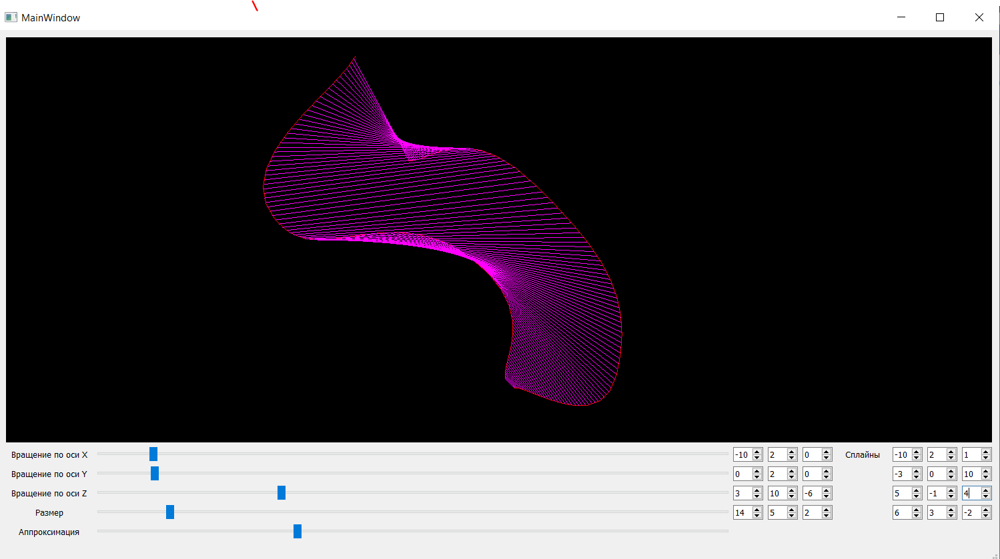 MainWindow
Вращение по оси X -10 2 0 Сплайны -10 2 1
Вращение по оси Y 0 2 0 -3 0 10
Вращение по оси Z 3 10 -6 5 -1 4
Размер 14 5 2 6 3 -2
Аппроксимация